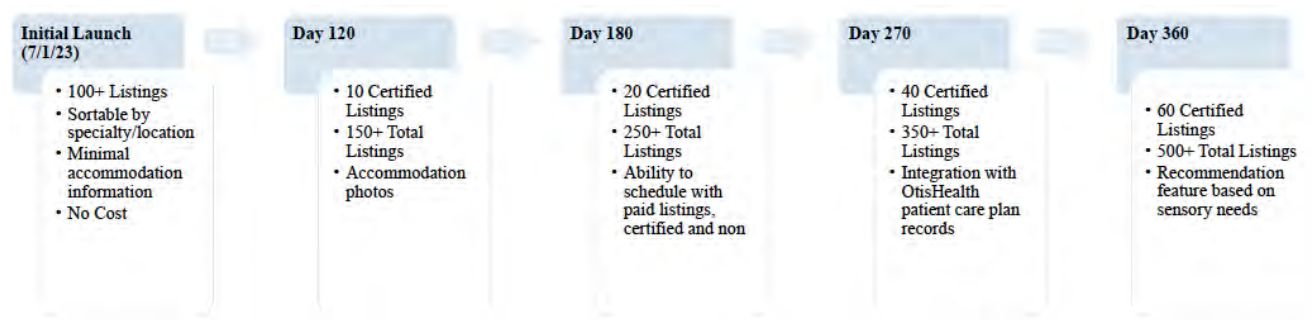 Initial Launch
(7/1/23)
• 100+ Listings
• Sortable by
specialty/location
• Minimal
accommodation
information
• No Cost
Day 120
• 10 Certified
Listings
• 150+ Total
Listings
• Accommodation
photos
Day 180
• 20 Certified
Listings
• 250+ Total
Listings
• Ability to
schedule with
paid listings,
certified and non
Day 270
• 40 Certified
Listings
• 350+ Total
Listings
• Integration with
OtisHealth
patient care plan
records
Day 360
• 60 Certified
Listings
• 500+ Total Listings
• Recommendation
feature based on
sensory needs